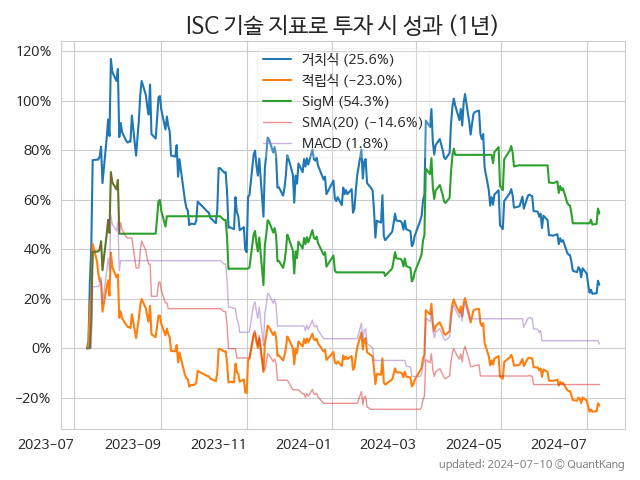 ISC 기술 지표로 투자 시 성과 (1년)
120%
100%
80%
60%
40%
20%
0%
−20%
거치식 (25.6%)
적립식 (−23.0%)
SigM (54.3%)
SMA(20) (−14.6%)
MACD (1.8%)
2023-07
2023-09
2023-11
2024-01
2024-03
2024-05
2024-07
updated: 2024-07-10 © QuantKang